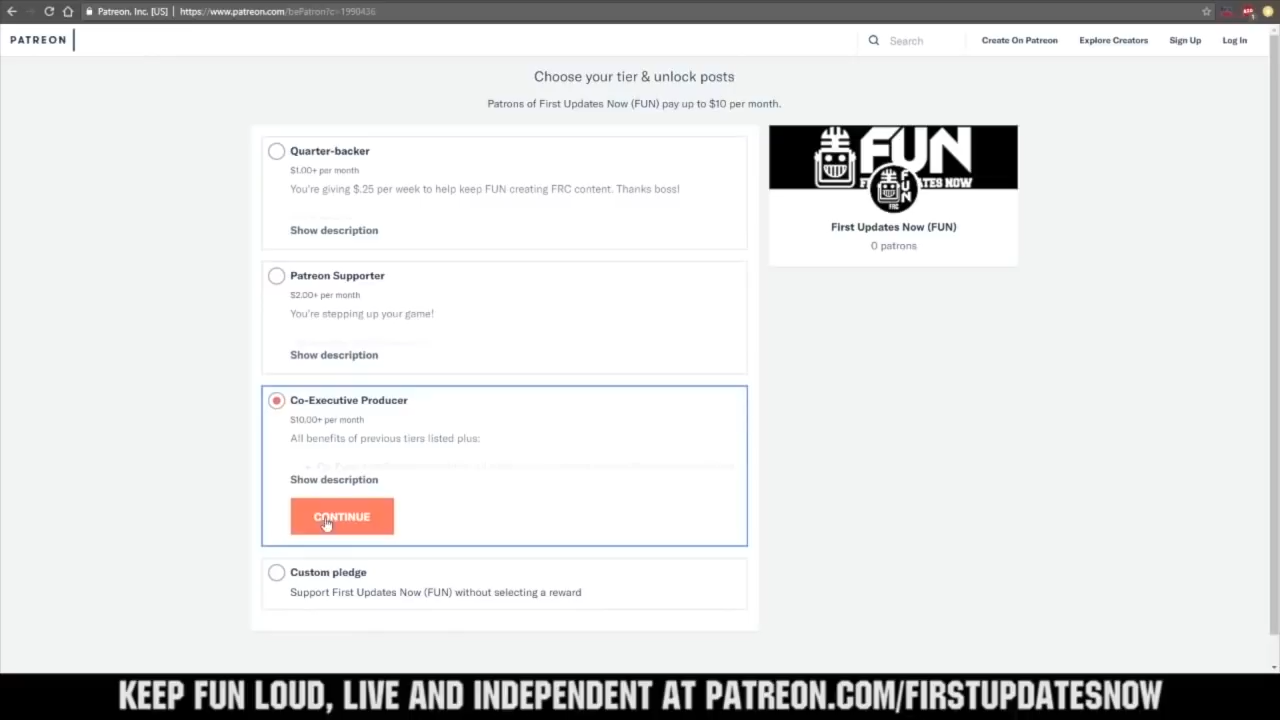 Patreon, Inc. [US] | https://www.patreon.com/bePatron?c=1990436
PATREON
Search
Create On Patreon
Explore Creators
Sign Up
Log In
Choose your tier & unlock posts
Patrons of First Updates Now (FUN) pay up to $10 per month.
Quarter-backer
$1.00+ per month
You're giving $.25 per week to help keep FUN creating FRC content. Thanks boss!
Show description
Patreon Supporter
$2.00+ per month
You're stepping up your game!
Show description
Co-Executive Producer
$10.00+ per month
All benefits of previous tiers listed plus:
Show description
CONTINUE
Custom pledge
Support First Updates Now (FUN) without selecting a reward
FUN
UPDATES NOW
FUN
FRC
First Updates Now (FUN)
0 patrons
KEEP FUN LOUD, LIVE AND INDEPENDENT AT PATREON.COM/FIRSTUPDATESNOW